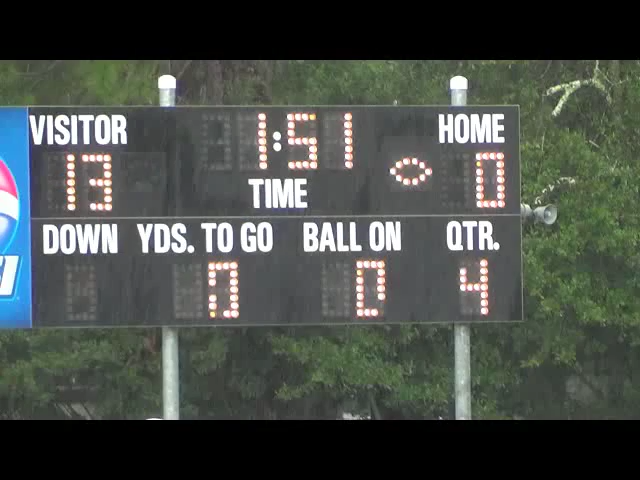 VISITOR 1:51 HOME
13 TIME 0
DOWN YDS. TO GO BALL ON QTR.
0 0 4